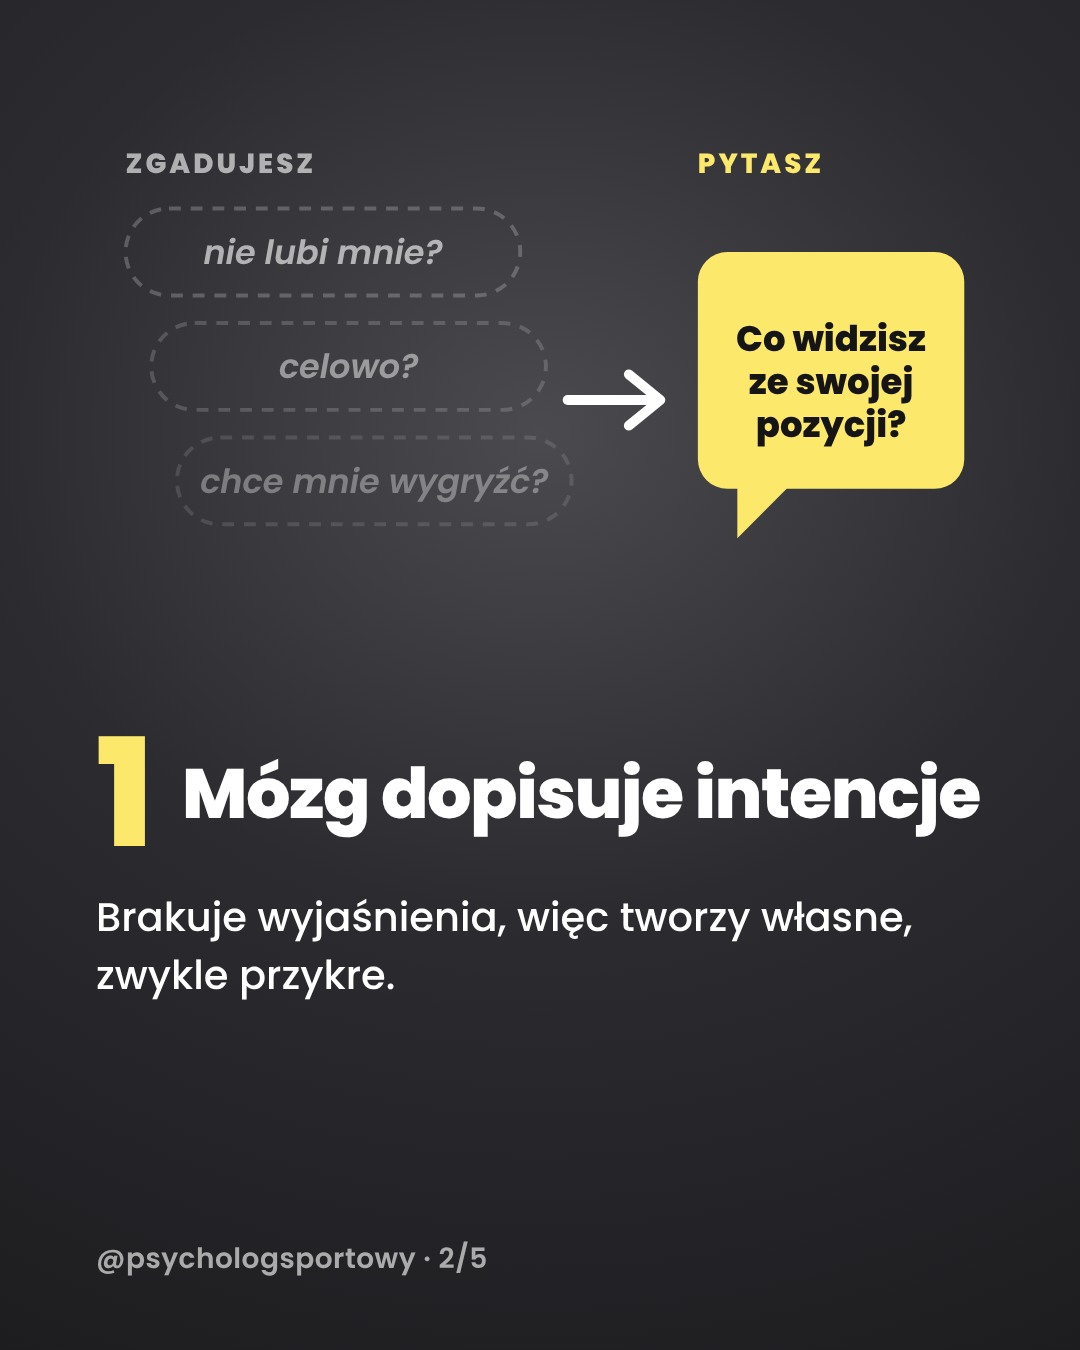 ZGADUJESZ
nie lubi mnie?
celowo?
chce mnie wygryźć?
PYTASZ
Co widzisz
ze swojej
pozycji?
1 Mózg dopisuje intencje
Brakuje wyjaśnienia, więc tworzy własne,
zwykle przykre.
@psychologsportowy · 2/5